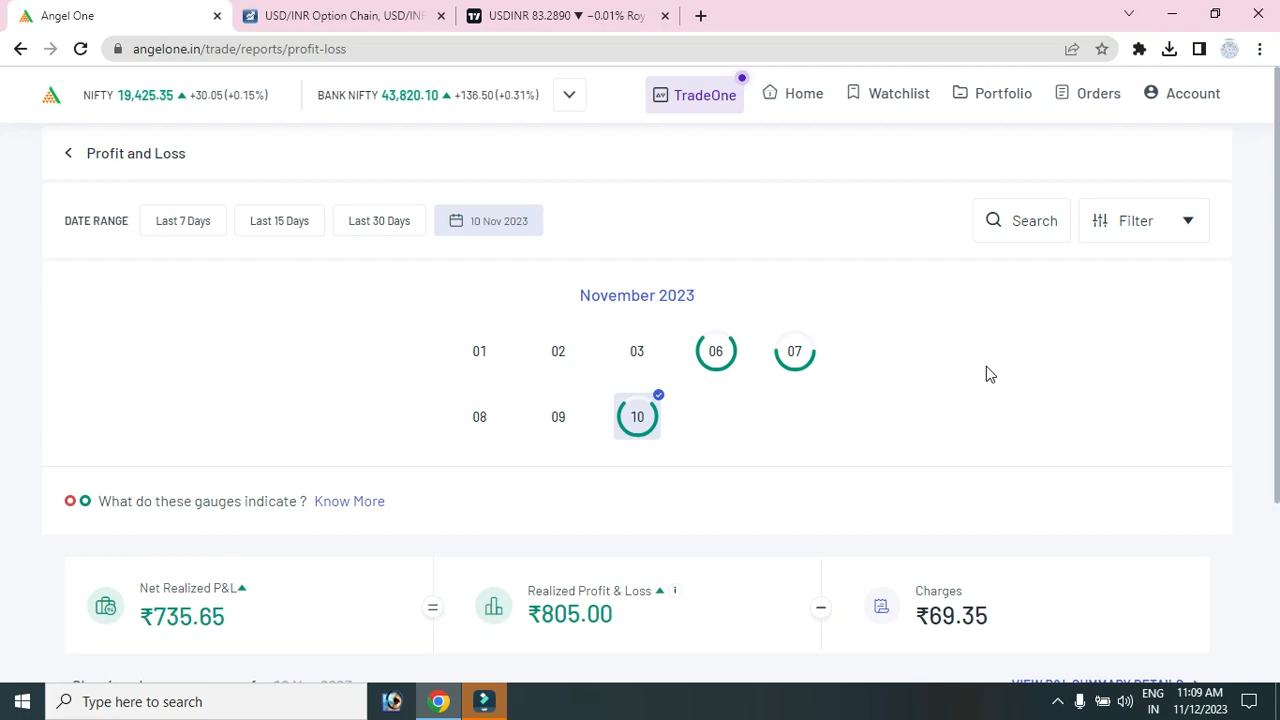 Angel One
USD/INR Option Chain, USD/INR
USDINR 83.2890 ▼ −0.01% Roy
angelone.in/trade/reports/profit-loss
NIFTY 19,425.35 ▲ +30.05(+0.15%)
BANK NIFTY 43,820.10 ▲ +136.50(+0.31%)
TradeOne
Home
Watchlist
Portfolio
Orders
Account
Profit and Loss
DATE RANGE
Last 7 Days
Last 15 Days
Last 30 Days
10 Nov 2023
Search
Filter
November 2023
01 02 03 06 07
08 09 10
What do these gauges indicate ? Know More
Net Realized P&L
₹735.65
=
Realized Profit & Loss
₹805.00
−
Charges
₹69.35
VIEW P&L SUMMARY DETAILS
Type here to search
ENG
IN
11:09 AM
11/12/2023